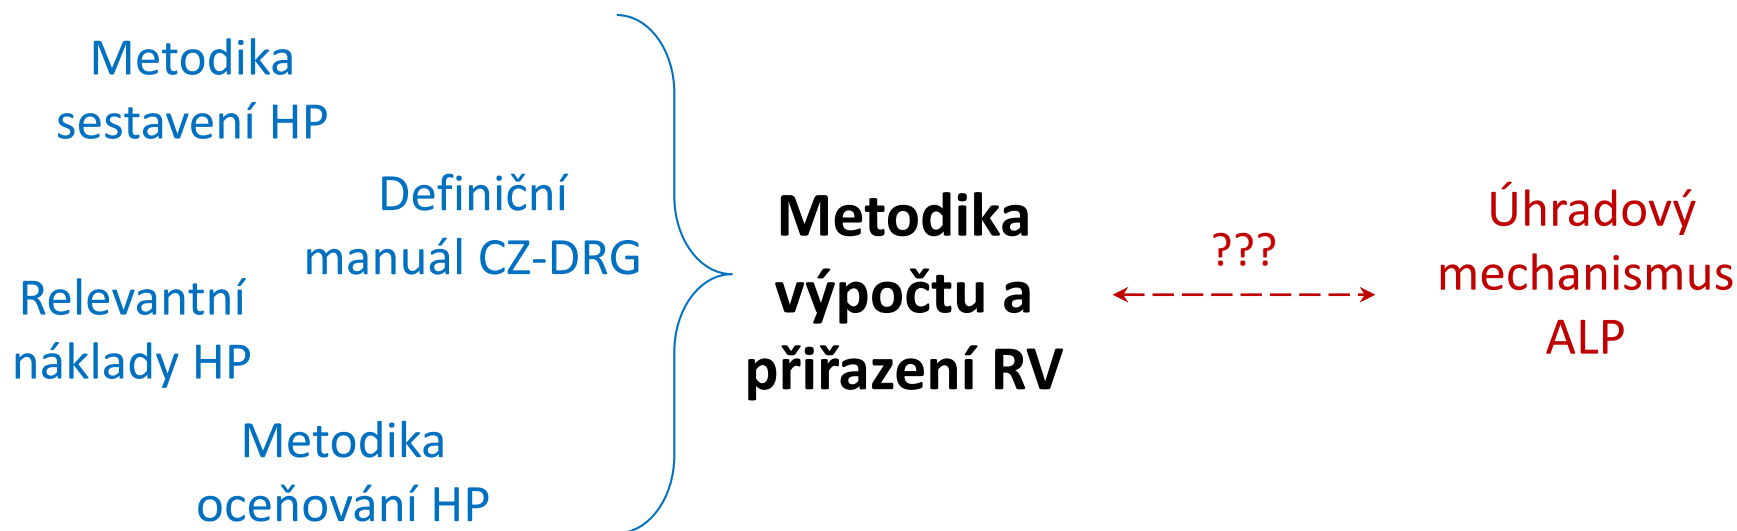 Metodika
sestavení HP
Definiční
manuál CZ-DRG
Relevantní
náklady HP
Metodika
oceňování HP
Metodika
výpočtu a
přiřazení RV
???
Úhradový
mechanismus
ALP